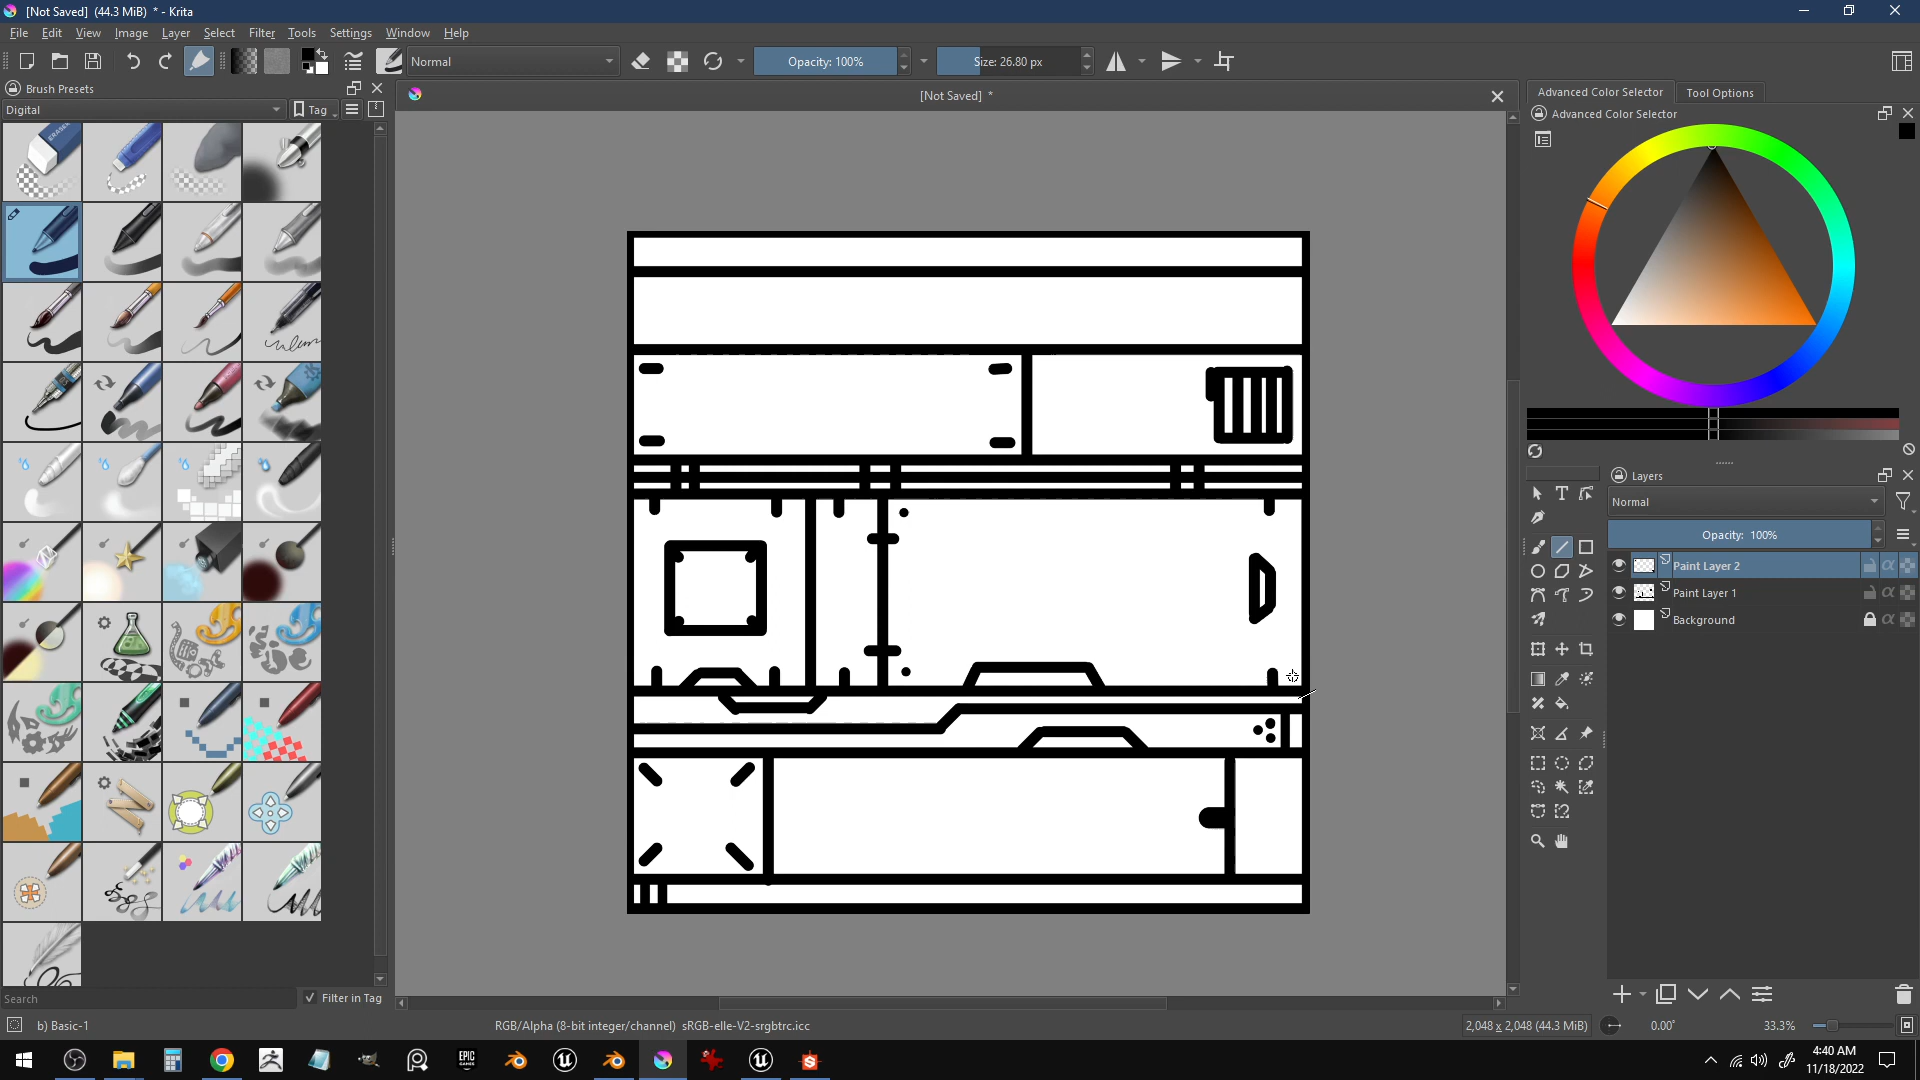 [Not Saved]  (44.3 MiB)  * - Krita
File Edit View Image Layer Select Filter Tools Settings Window Help
Normal
Opacity: 100%
Size: 26.80 px
Brush Presets
Digital
Tag
[Not Saved]  *
Advanced Color Selector
Tool Options
Advanced Color Selector
Layers
Normal
Opacity: 100%
Paint Layer 2
Paint Layer 1
Background
Search
Filter in Tag
b) Basic-1
RGB/Alpha (8-bit integer/channel)  sRGB-elle-V2-srgbtrc.icc
2,048 x 2,048 (44.3 MiB)
0.00°
33.3%
EPIC
GAMES
4:40 AM
11/18/2022